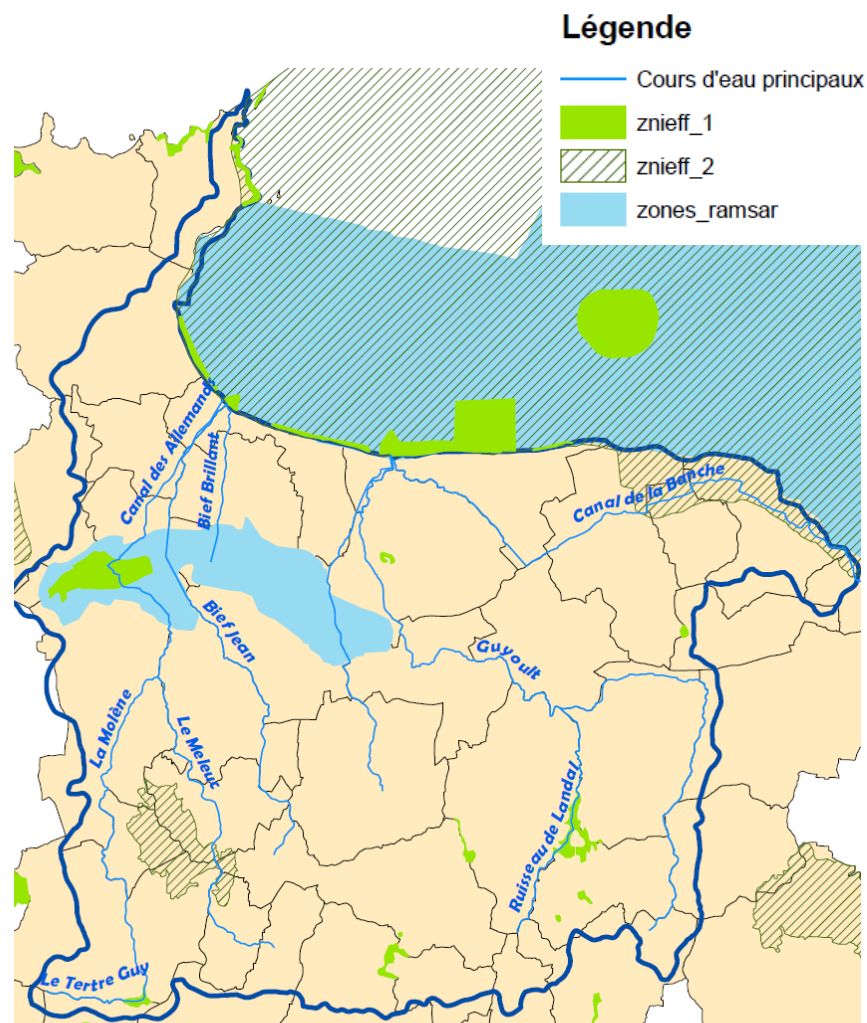 Légende
Cours d'eau principaux
znieff_1
znieff_2
zones_ramsar
Canal des Allemands
Bief Brillant
Canal de la Banche
Bief Jean
Guyoult
La Molène
Le Meleuc
Ruisseau de Landal
Le Tertre Guy